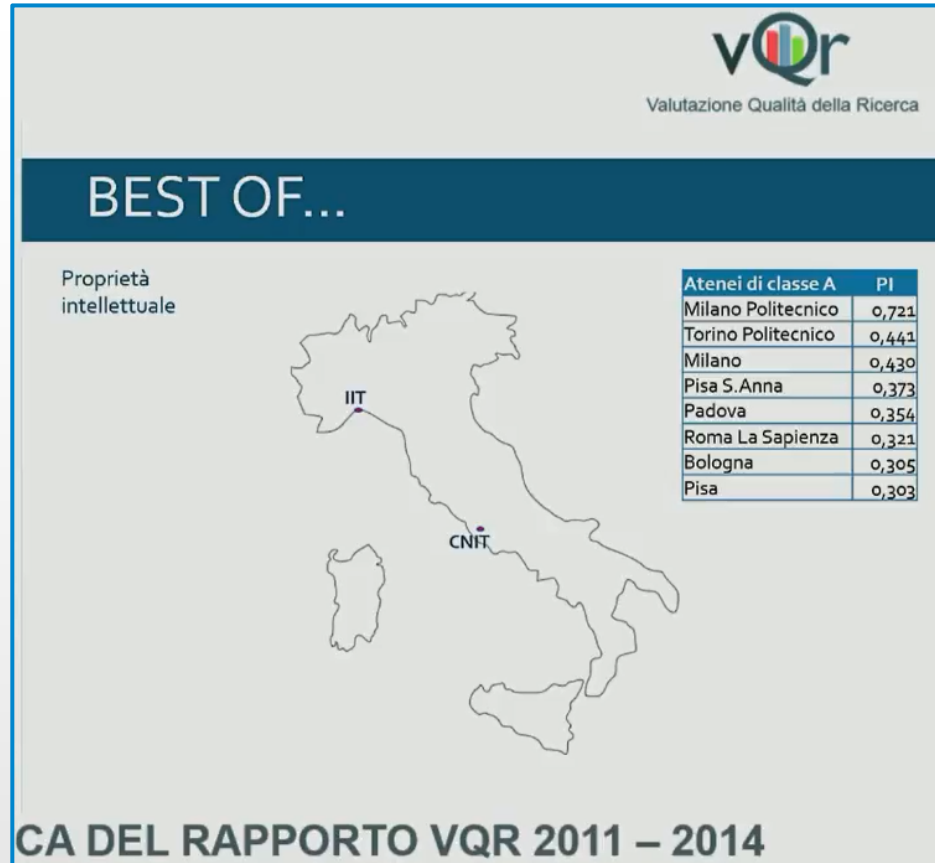 vQr
Valutazione Qualità della Ricerca
BEST OF...
Proprietà
intellettuale
Atenei di classe A PI
Milano Politecnico 0,721
Torino Politecnico 0,441
Milano 0,430
Pisa S.Anna 0,373
Padova 0,354
Roma La Sapienza 0,321
Bologna 0,305
Pisa 0,303
IIT
CNIT
CA DEL RAPPORTO VQR 2011 – 2014